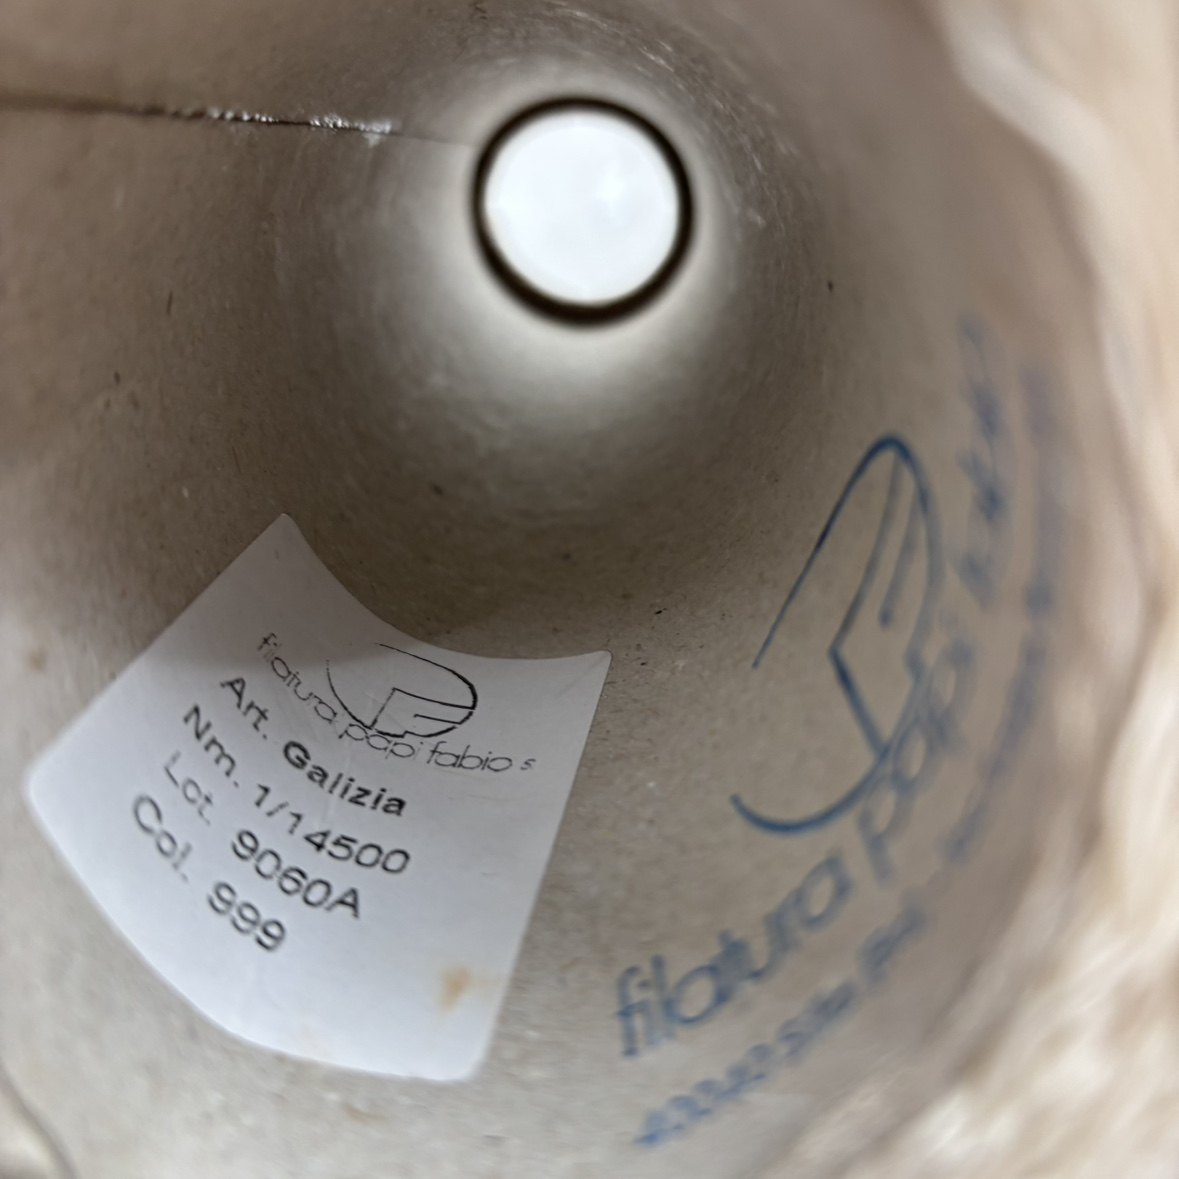 filatura papi fabio s
Art. Galizia
Nm. 1/14500
Lot. 9060A
Col. 999
filatura papi